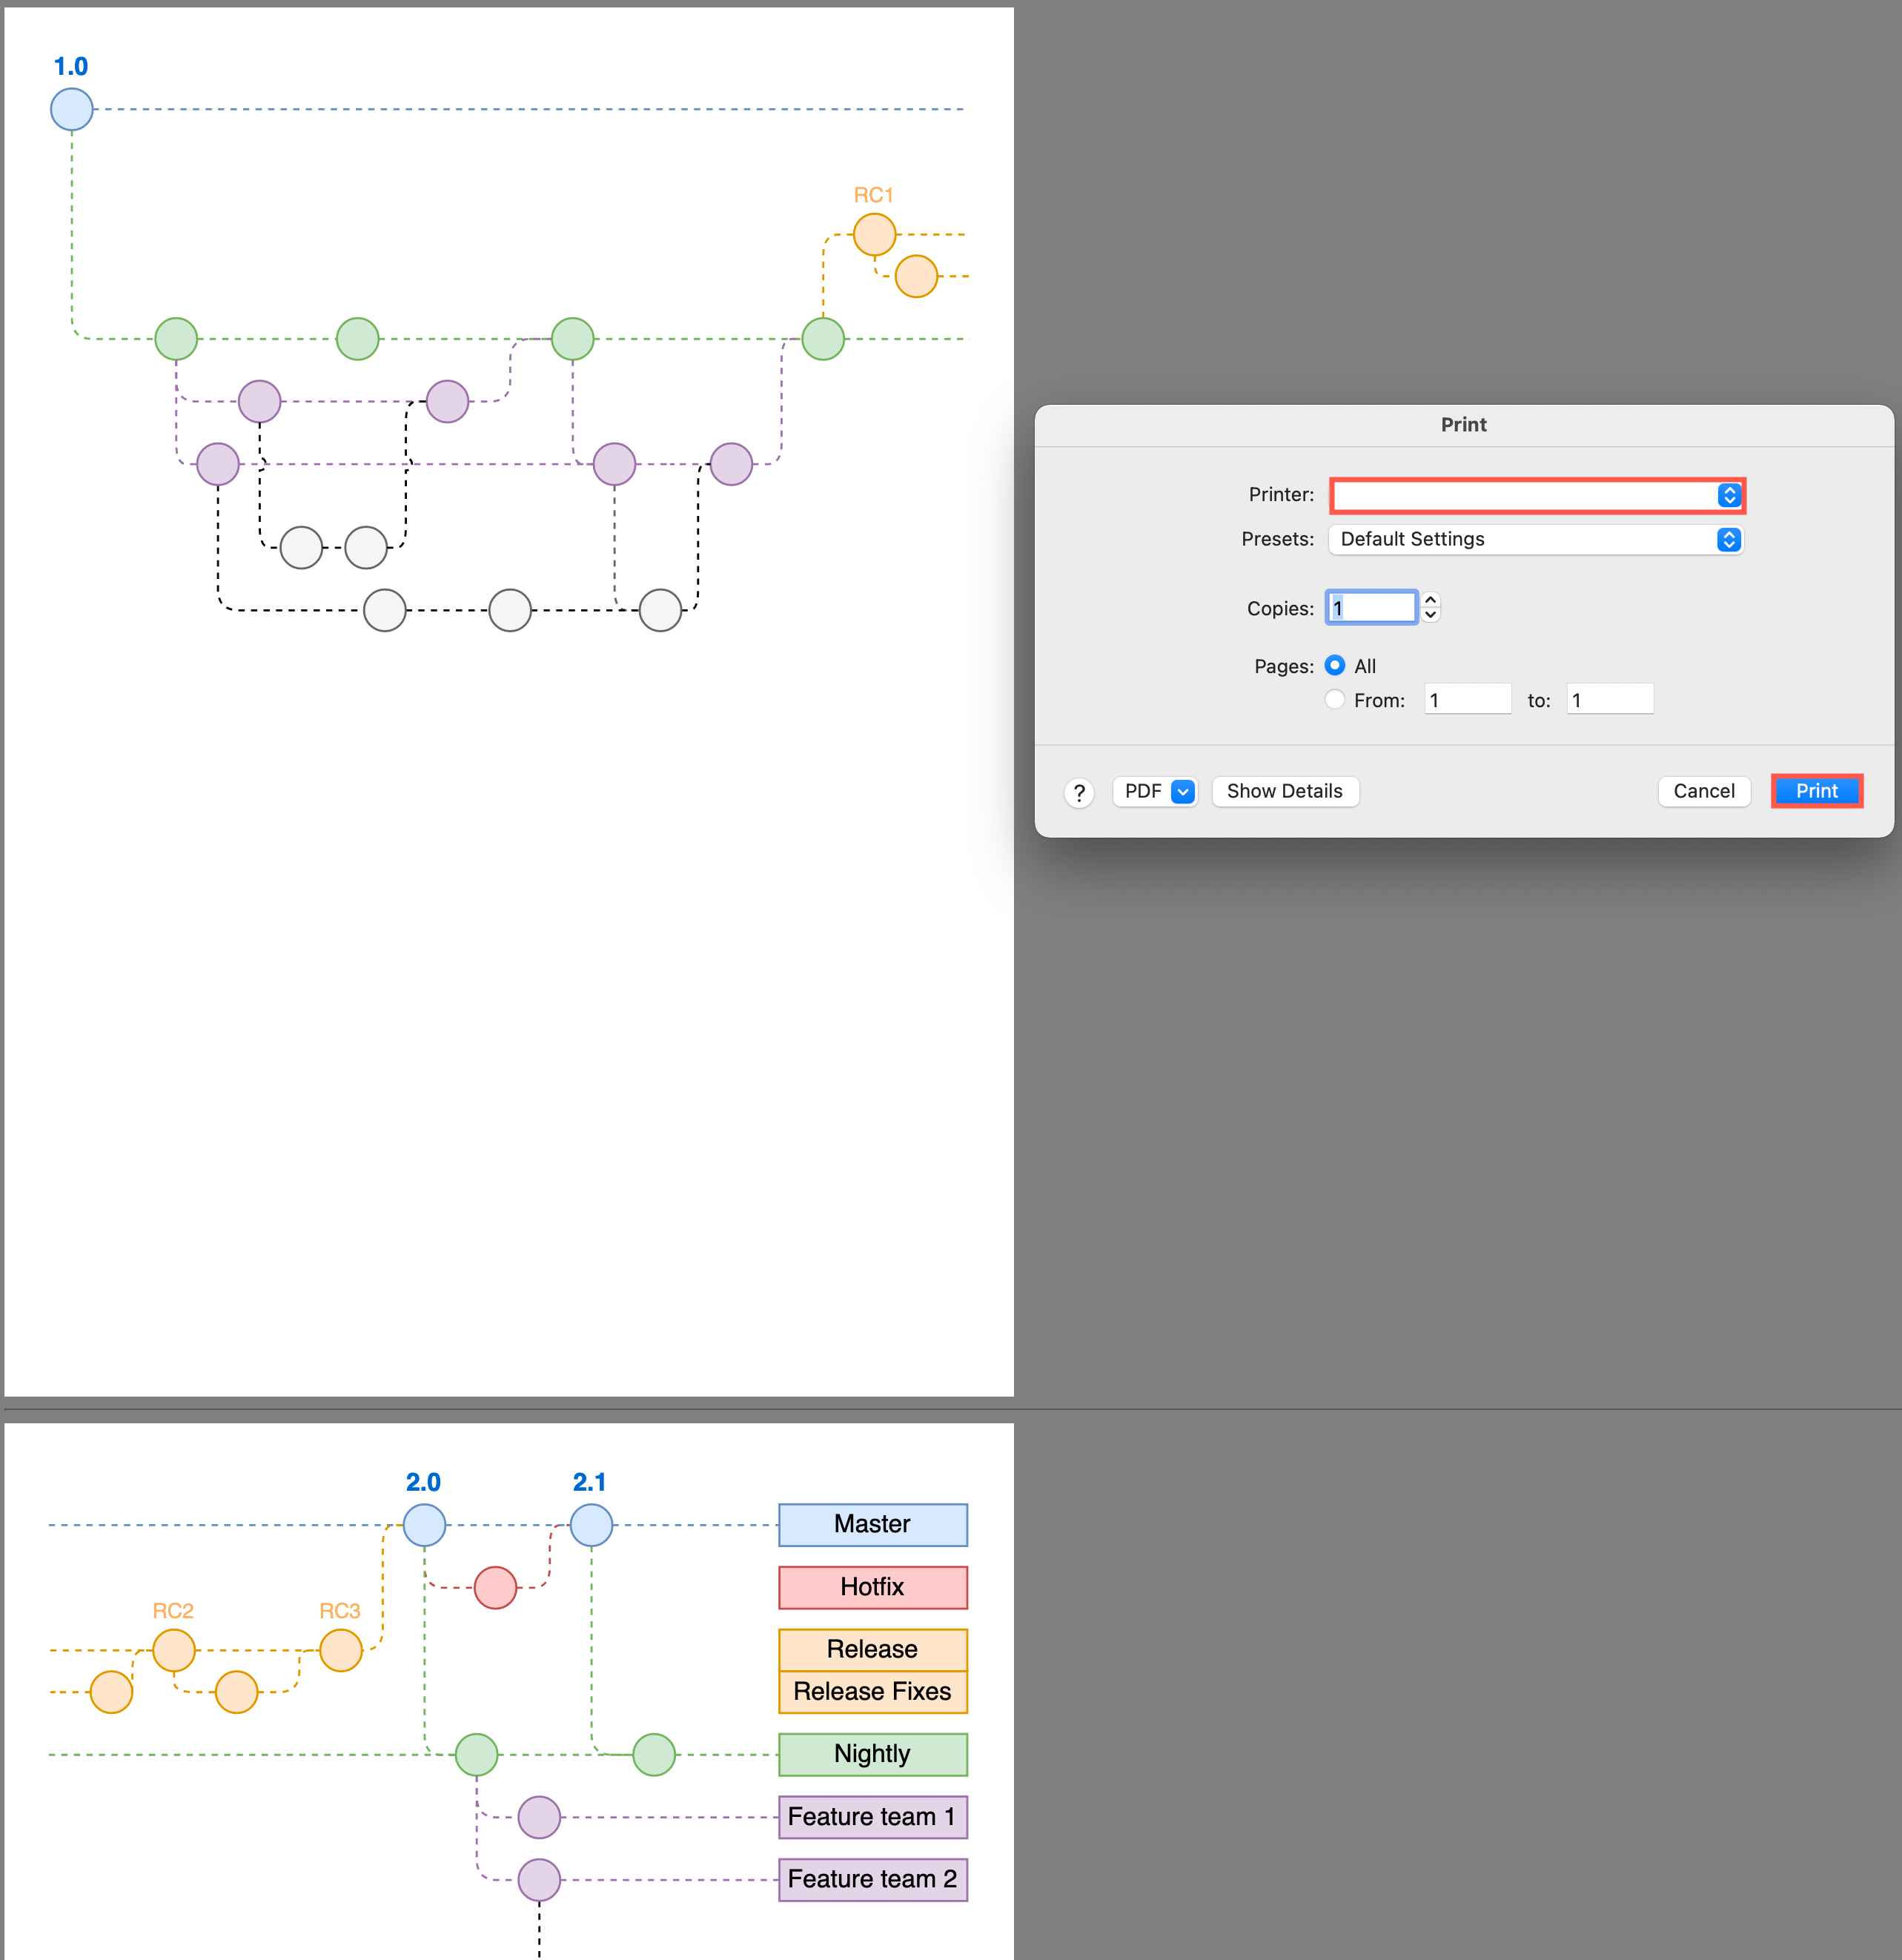 1.0
RC1
Print
Printer:
Presets: Default Settings
Copies: 1
Pages: All
From: 1 to: 1
? PDF Show Details Cancel Print
2.0 2.1
Master
Hotfix
RC2 RC3
Release
Release Fixes
Nightly
Feature team 1
Feature team 2